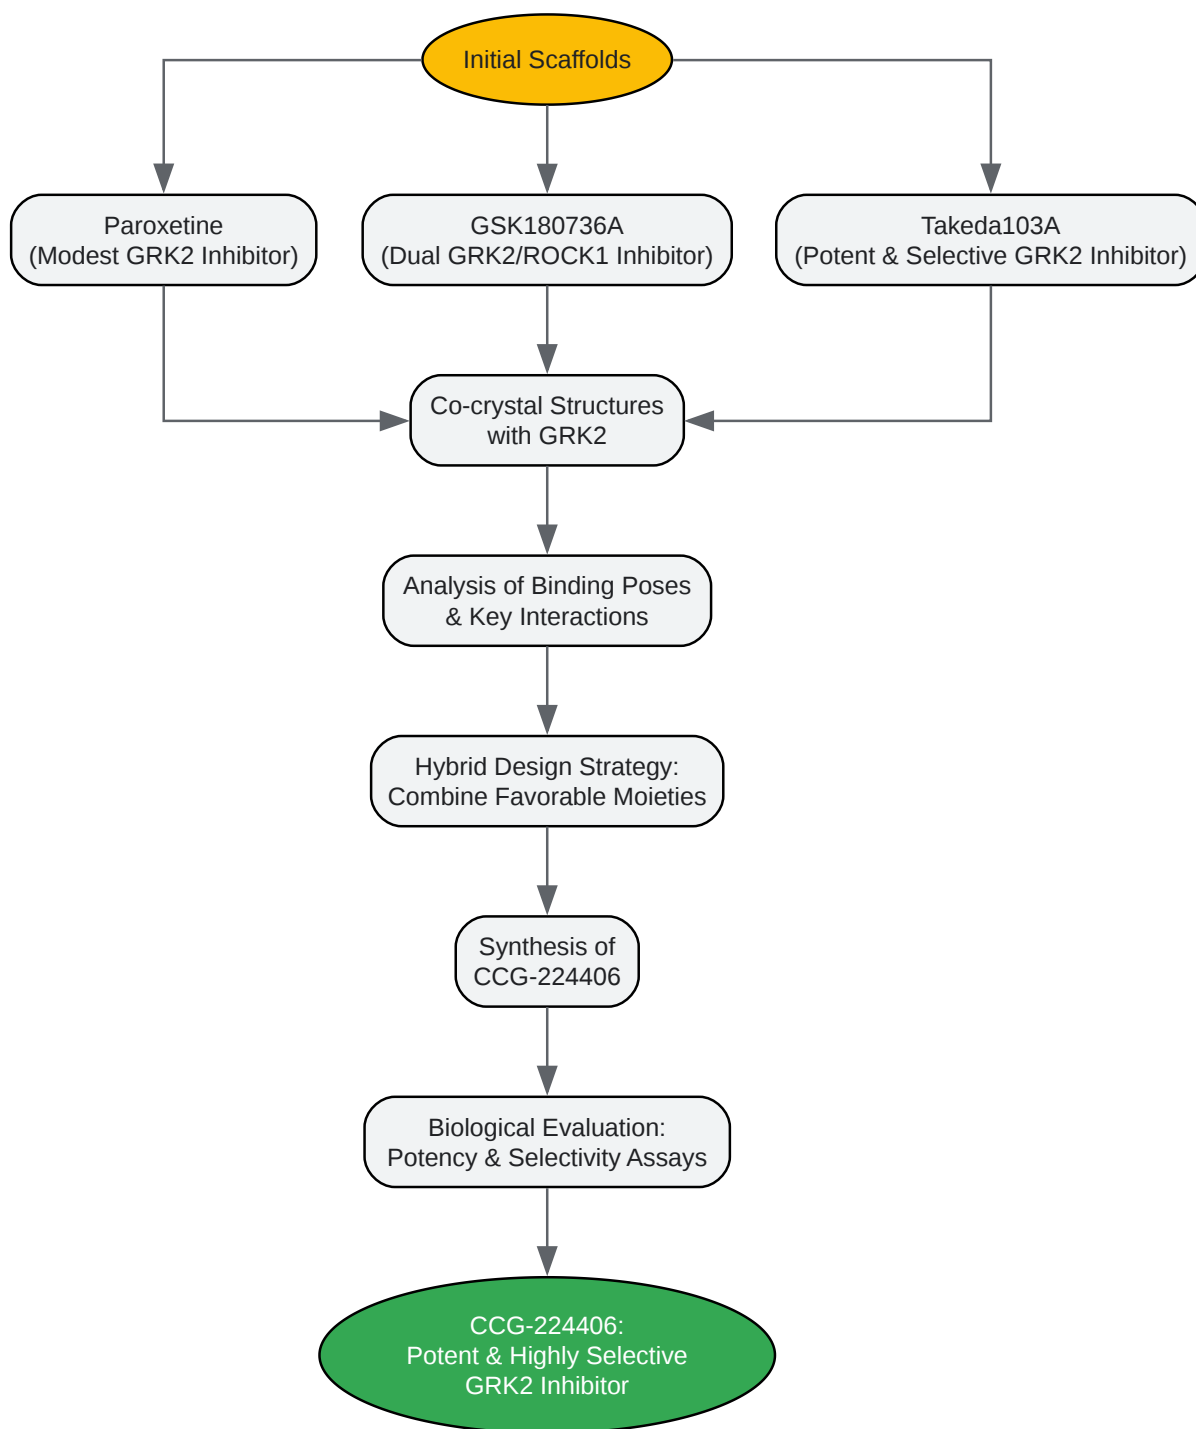 Initial Scaffolds
Paroxetine
(Modest GRK2 Inhibitor)
GSK180736A
(Dual GRK2/ROCK1 Inhibitor)
Takeda103A
(Potent & Selective GRK2 Inhibitor)
Co-crystal Structures
with GRK2
Analysis of Binding Poses
& Key Interactions
Hybrid Design Strategy:
Combine Favorable Moieties
Synthesis of
CCG-224406
Biological Evaluation:
Potency & Selectivity Assays
CCG-224406:
Potent & Highly Selective
GRK2 Inhibitor